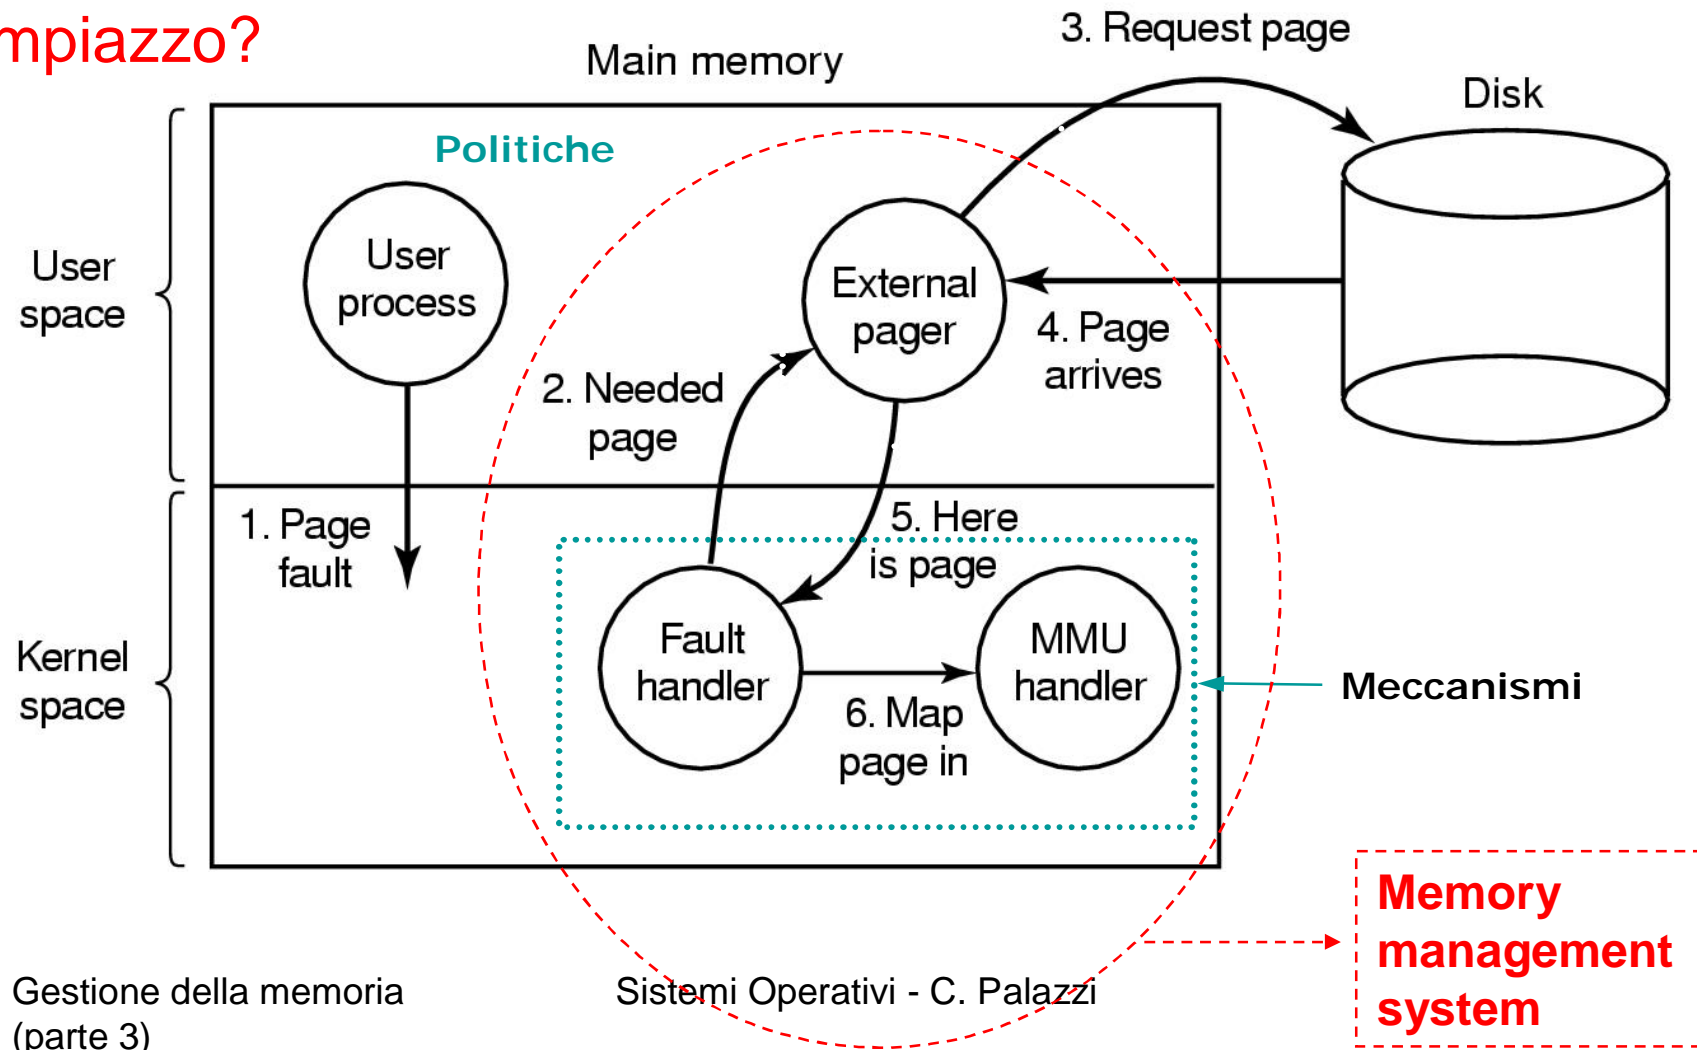 mpiazzo?
3. Request page
Main memory
Disk
Politiche
User
process
User
space
External
pager
4. Page
arrives
2. Needed
page
1. Page
fault
5. Here
is page
Fault
handler
MMU
handler
Kernel
space
6. Map
page in
Meccanismi
Memory
management
system
Gestione della memoria
(parte 3)
Sistemi Operativi - C. Palazzi